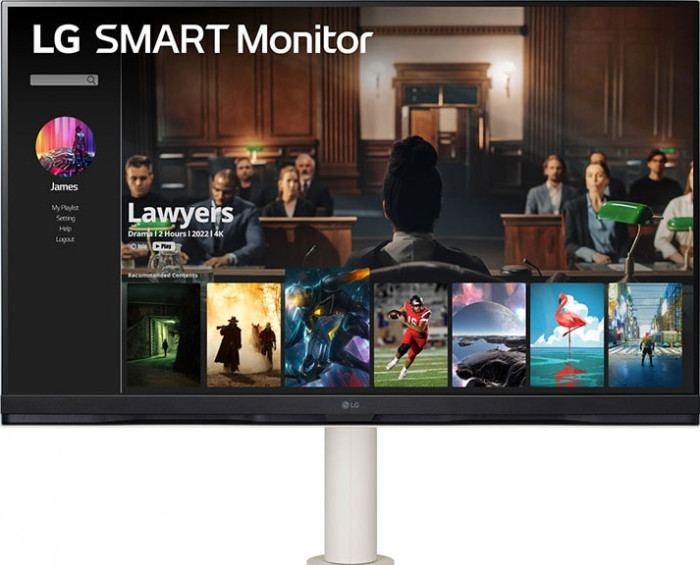 LG SMART Monitor
James
My Playlist
Setting
Help
Logout
Lawyers
Drama | 2 Hours | 2022 | 4K
Play
Recommended Contents
16
LG